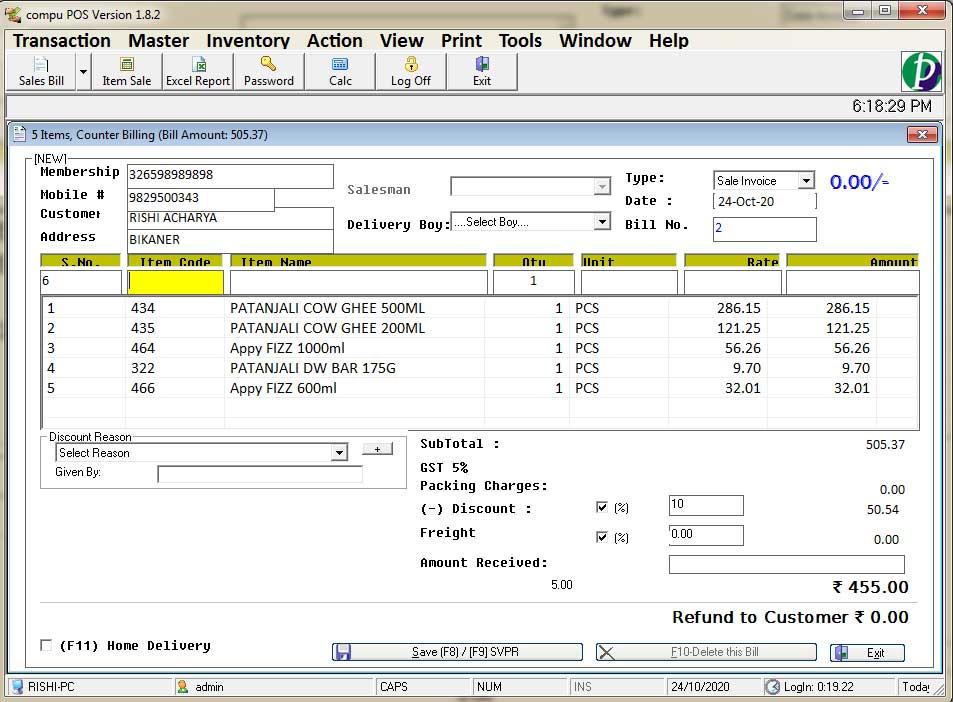 compu POS Version 1.8.2
Transaction Master Inventory Action View Print Tools Window Help
Sales Bill Item Sale Excel Report Password Calc Log Off Exit
6:18:29 PM
5 Items, Counter Billing (Bill Amount: 505.37)
[NEW]
Membership 326598989898
Mobile # 9829500343
Customer RISHI ACHARYA
Address BIKANER
Salesman
Delivery Boy: ....Select Boy....
Type: Sale Invoice 0.00/-
Date : 24-Oct-20
Bill No. 2
S.No. Item Code Item Name Qty Unit Rate Amount
6 1
1 434 PATANJALI COW GHEE 500ML 1 PCS 286.15 286.15
2 435 PATANJALI COW GHEE 200ML 1 PCS 121.25 121.25
3 464 Appy FIZZ 1000ml 1 PCS 56.26 56.26
4 322 PATANJALI DW BAR 175G 1 PCS 9.70 9.70
5 466 Appy FIZZ 600ml 1 PCS 32.01 32.01
Discount Reason
Select Reason +
Given By:
SubTotal : 505.37
GST 5%
Packing Charges: 0.00
(-) Discount : (%) 10 50.54
Freight (%) 0.00 0.00
Amount Received:
5.00 ₹ 455.00
Refund to Customer ₹ 0.00
(F11) Home Delivery
Save (F8) / [F9] SVPR F10-Delete this Bill Exit
RISHI-PC admin CAPS NUM INS 24/10/2020 LogIn: 0:19.22 Today